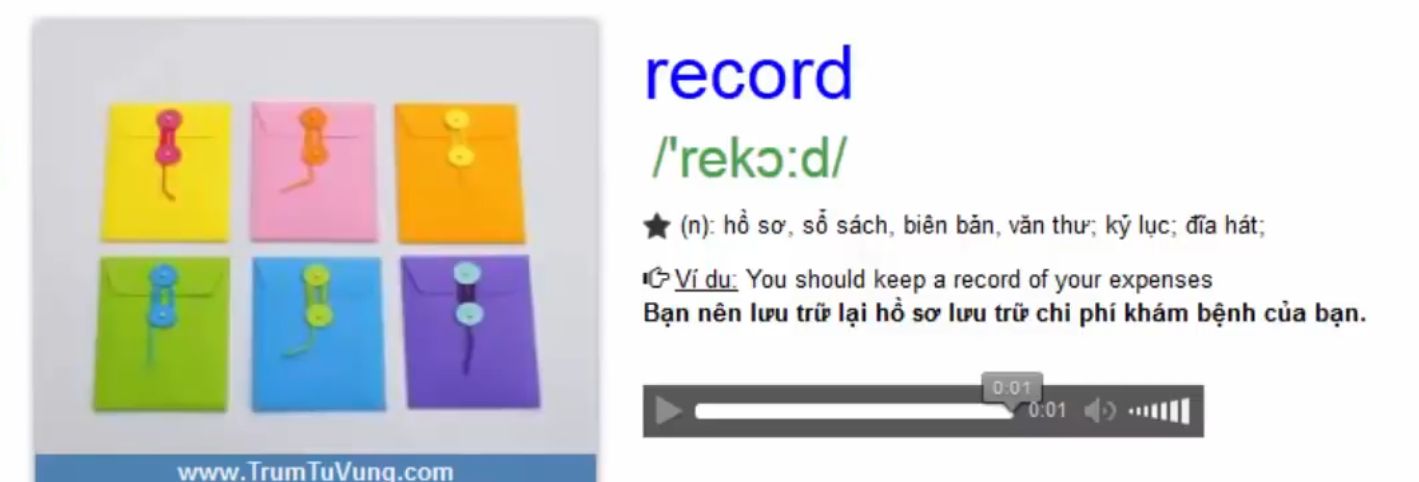 record
/'rekɔ:d/
(n): hồ sơ, sổ sách, biên bản, văn thư; kỷ lục; đĩa hát;
Ví dụ: You should keep a record of your expenses
Bạn nên lưu trữ lại hồ sơ lưu trữ chi phí khám bệnh của bạn.
0:01
0:01
www.TrumTuVung.com